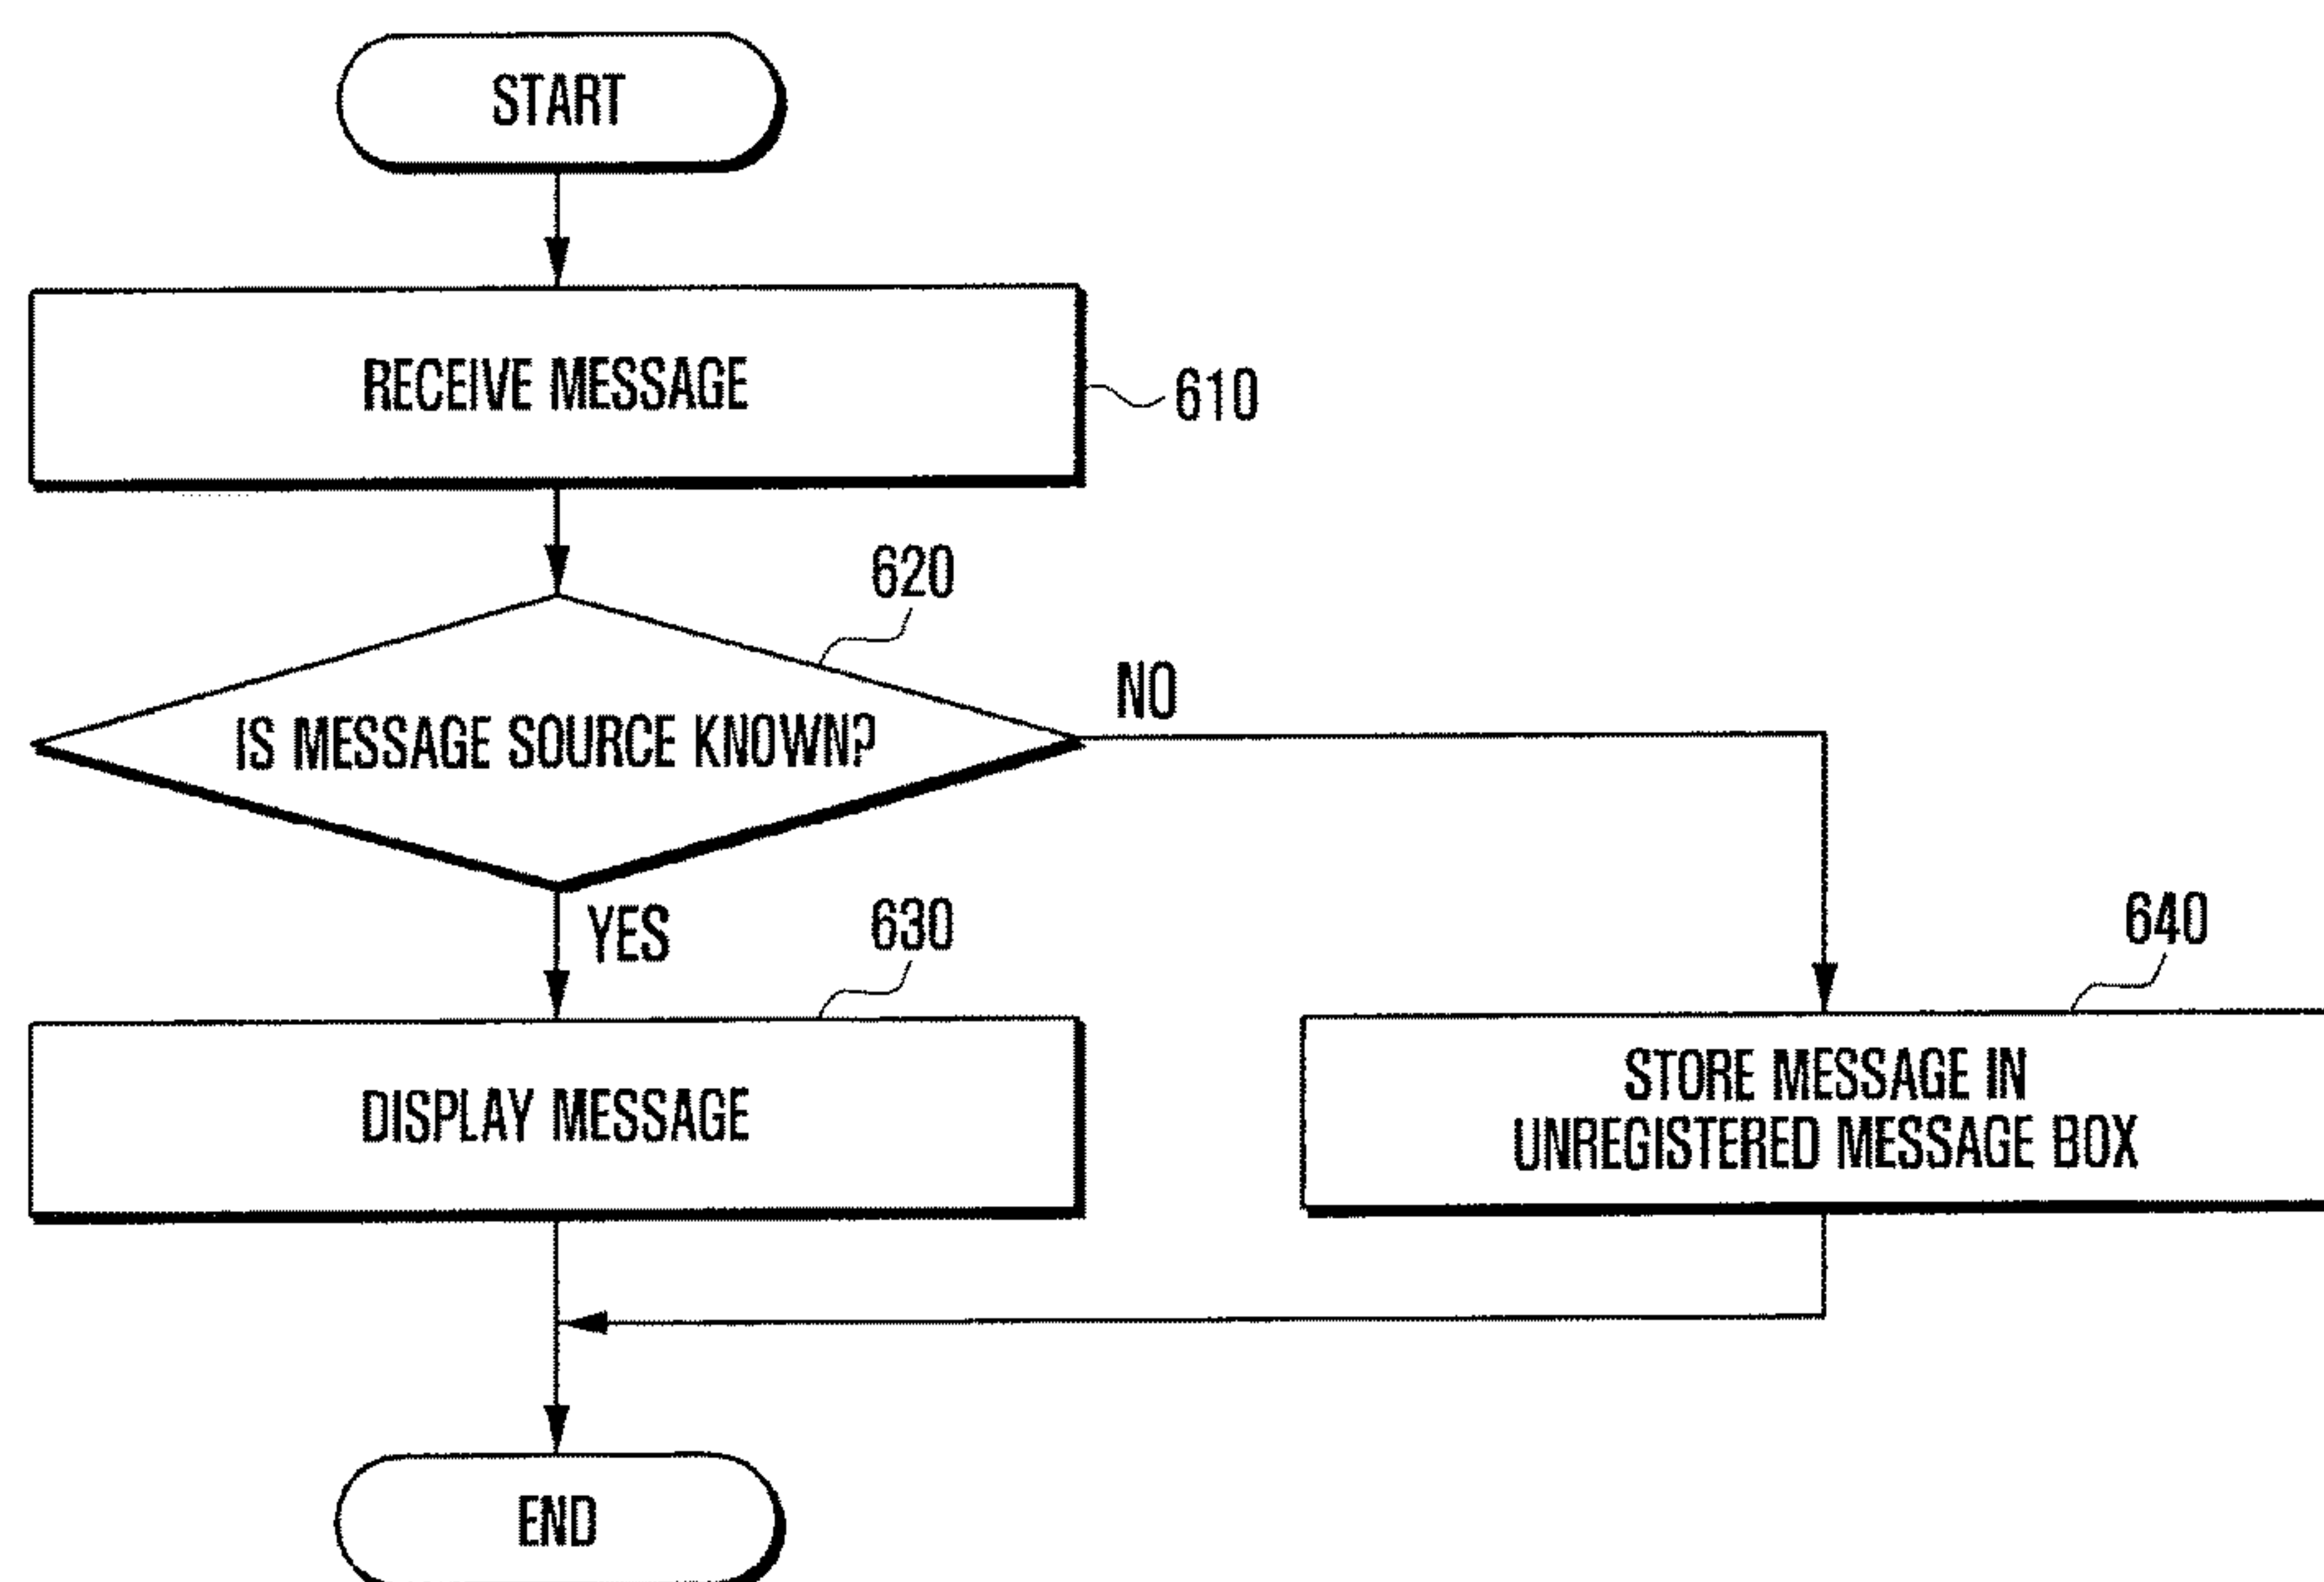 START
RECEIVE MESSAGE
610
620
IS MESSAGE SOURCE KNOWN?
NO
YES
630
640
DISPLAY MESSAGE
STORE MESSAGE IN
UNREGISTERED MESSAGE BOX
END